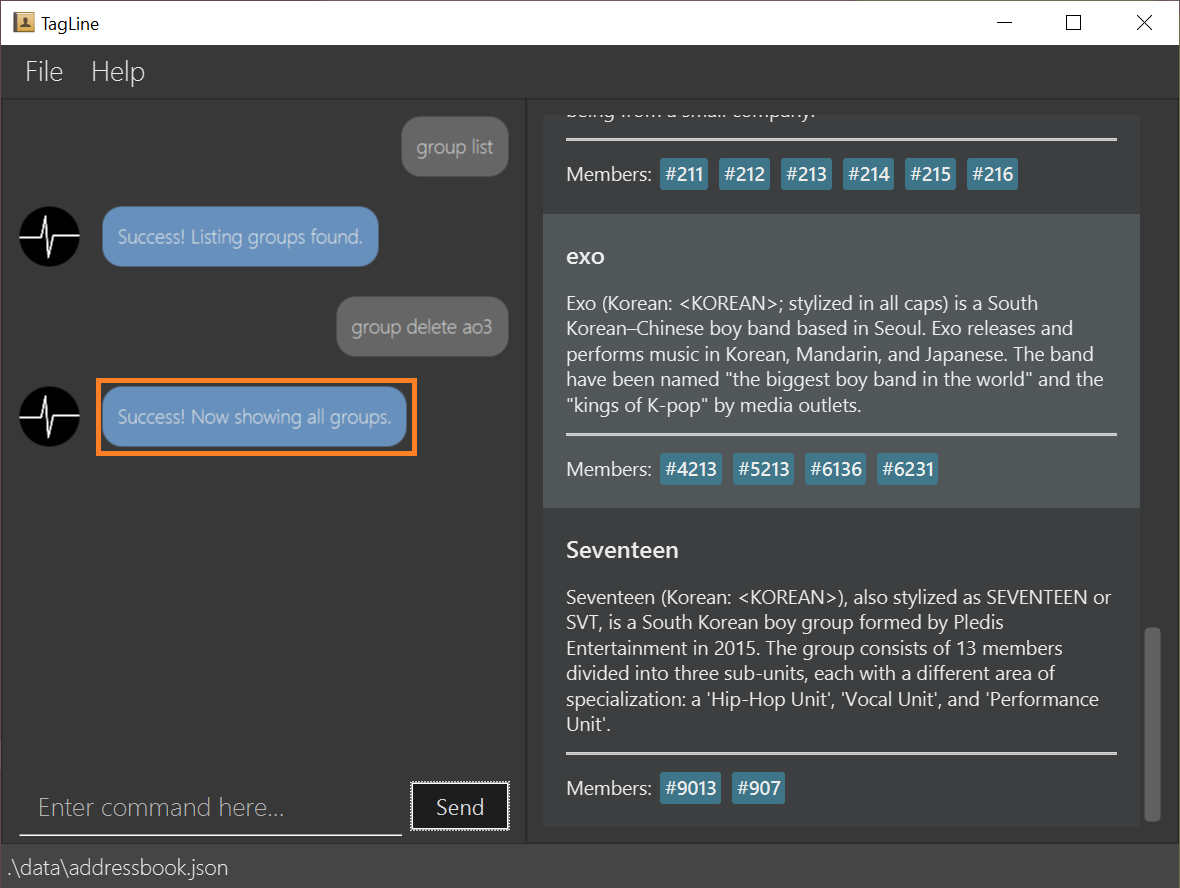 TagLine
File Help
group list
Success! Listing groups found.
group delete ao3
Success! Now showing all groups.
Enter command here...
Send
being from a small company.
Members: #211 #212 #213 #214 #215 #216
exo
Exo (Korean: <KOREAN>; stylized in all caps) is a South
Korean–Chinese boy band based in Seoul. Exo releases and
performs music in Korean, Mandarin, and Japanese. The band
have been named "the biggest boy band in the world" and the
"kings of K-pop" by media outlets.
Members: #4213 #5213 #6136 #6231
Seventeen
Seventeen (Korean: <KOREAN>), also stylized as SEVENTEEN or
SVT, is a South Korean boy group formed by Pledis
Entertainment in 2015. The group consists of 13 members
divided into three sub-units, each with a different area of
specialization: a 'Hip-Hop Unit', 'Vocal Unit', and 'Performance
Unit'.
Members: #9013 #907
.\data\addressbook.json